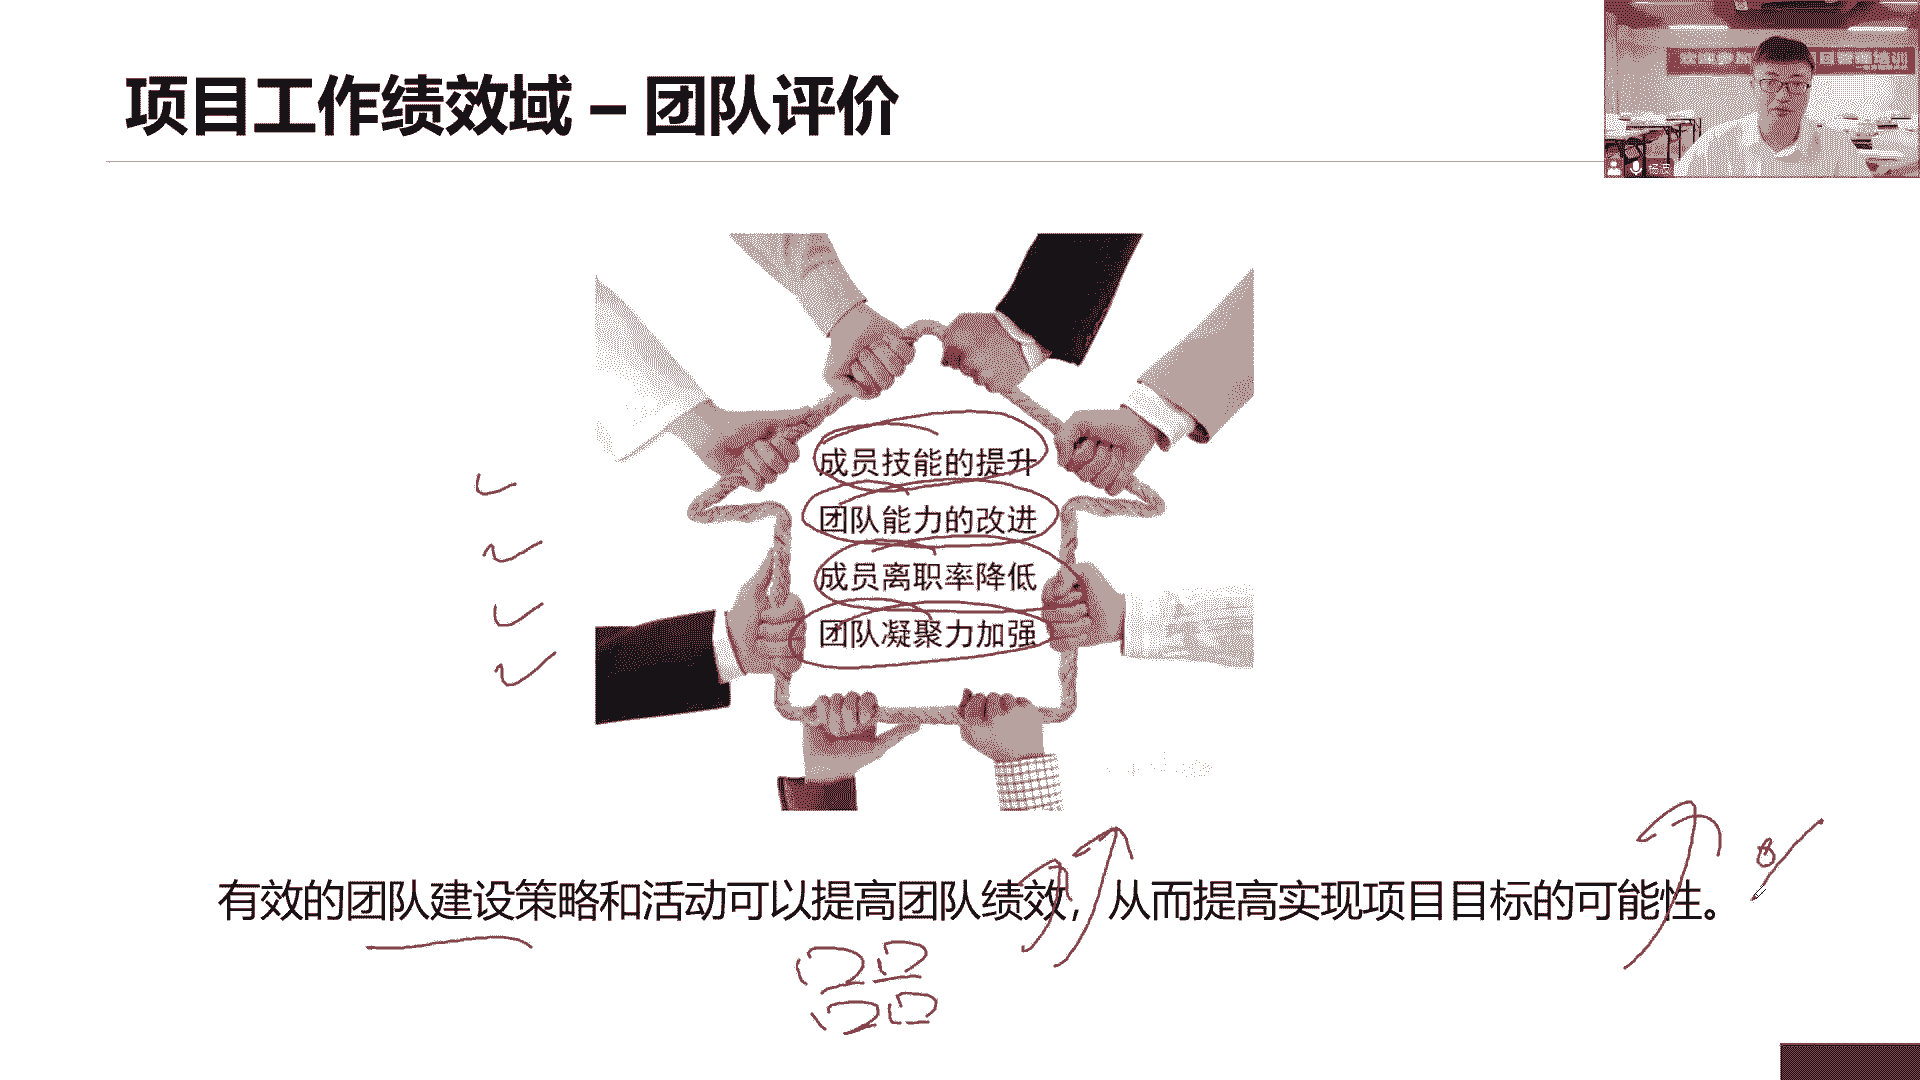 项目工作绩效域 – 团队评价
杨波
成员技能的提升
团队能力的改进
成员离职率降低
团队凝聚力加强
有效的团队建设策略和活动可以提高团队绩效，从而提高实现项目目标的可能性。